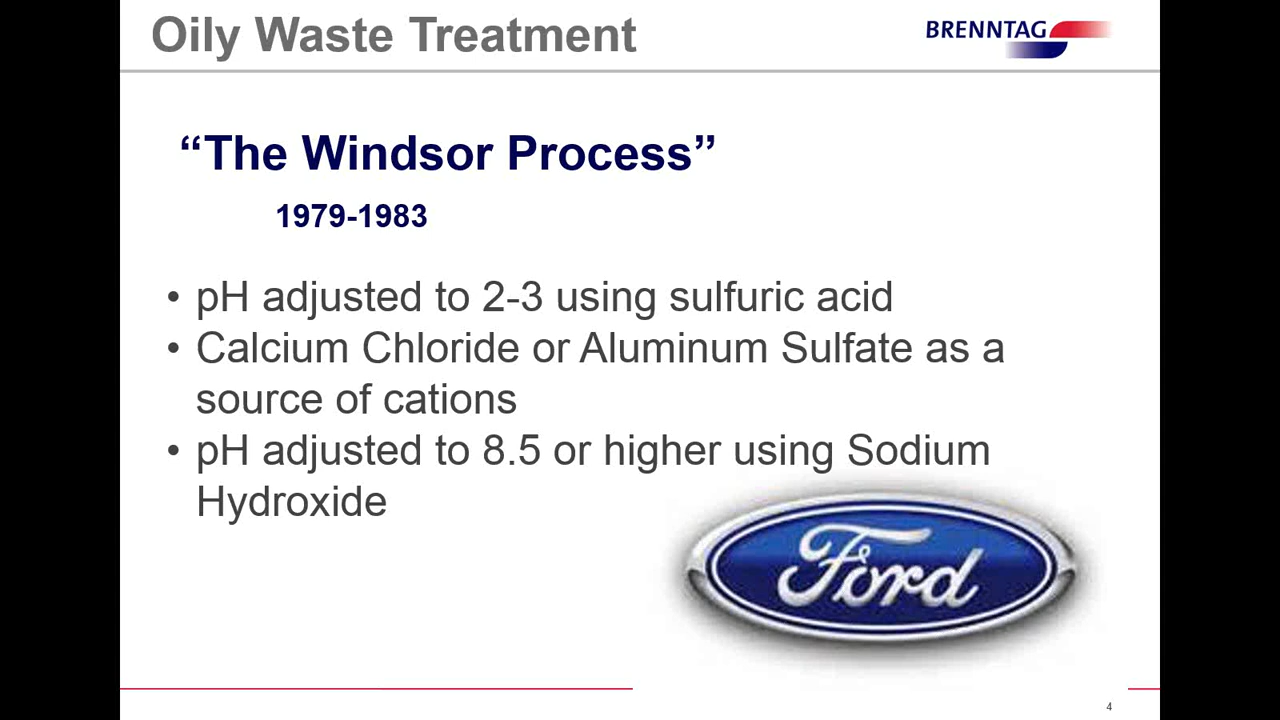 Oily Waste Treatment
BRENNTAG
“The Windsor Process”
1979-1983
• pH adjusted to 2-3 using sulfuric acid
• Calcium Chloride or Aluminum Sulfate as a
source of cations
• pH adjusted to 8.5 or higher using Sodium
Hydroxide
Ford
4